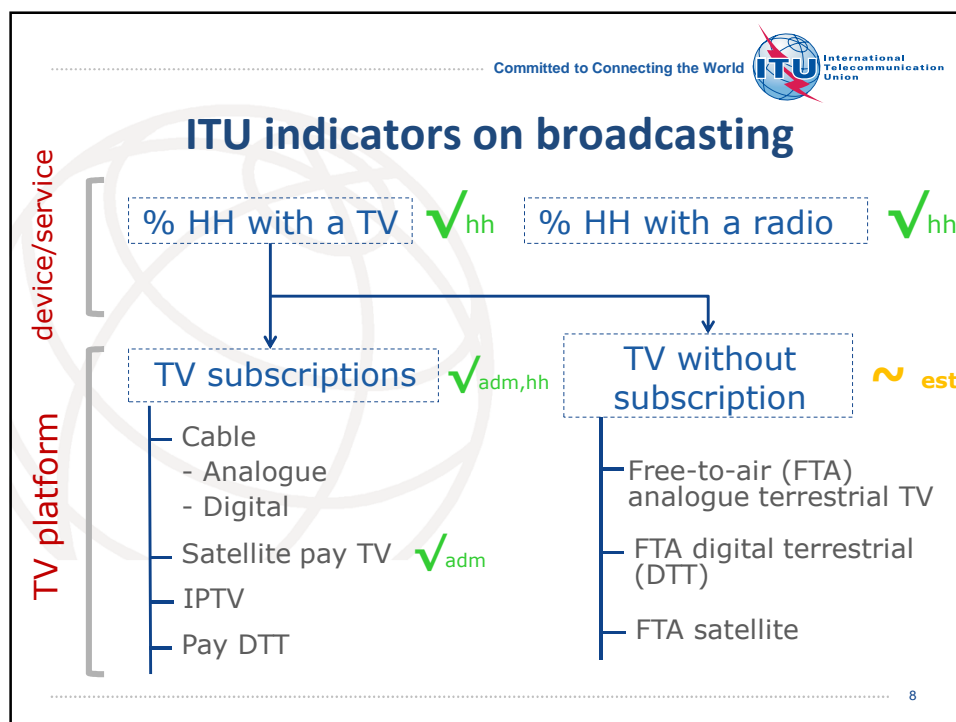 Committed to Connecting the World
ITU
International
Telecommunication
Union
ITU indicators on broadcasting
device/service
% HH with a TV √hh
% HH with a radio √hh
TV platform
TV subscriptions √adm,hh
Cable
- Analogue
- Digital
Satellite pay TV √adm
IPTV
Pay DTT
TV without
subscription
~ est
Free-to-air (FTA)
analogue terrestrial TV
FTA digital terrestrial
(DTT)
FTA satellite
8